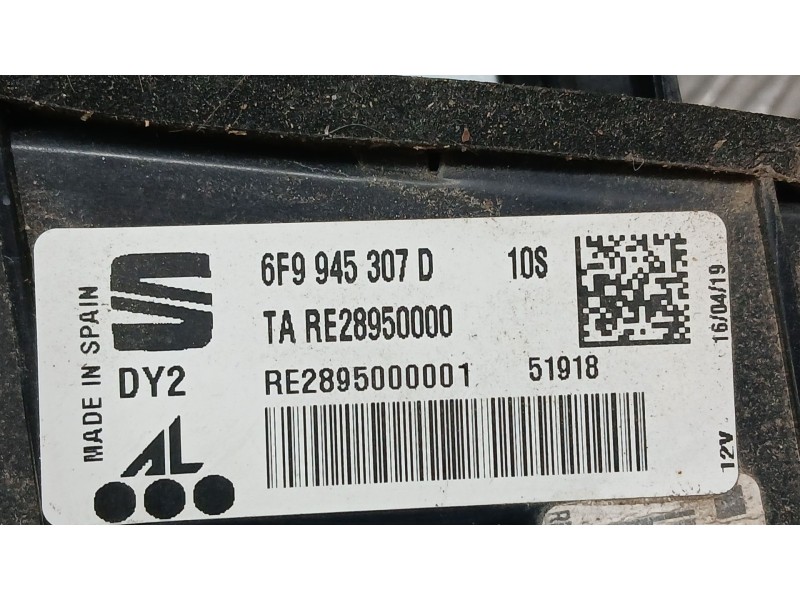 MADE IN SPAIN
S
DY2
AL
6F9 945 307 D 10S
TA RE28950000
RE2895000001 51918
16/04/19
12V